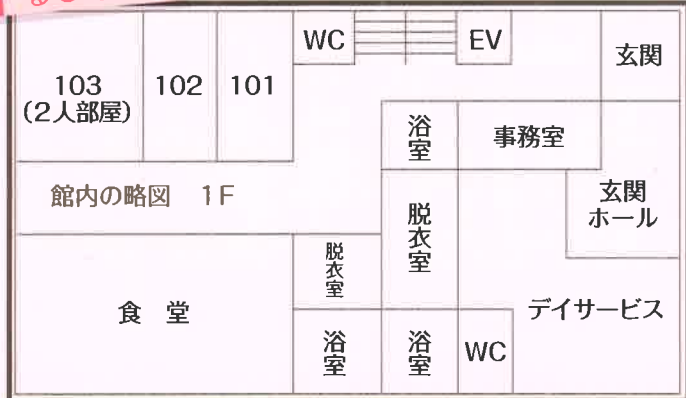 WC
EV
玄関
103
(2人部屋)
102
101
浴室
事務室
館内の略図　1F
脱衣室
玄関
ホール
脱衣室
食　堂
デイサービス
浴室
浴室
WC